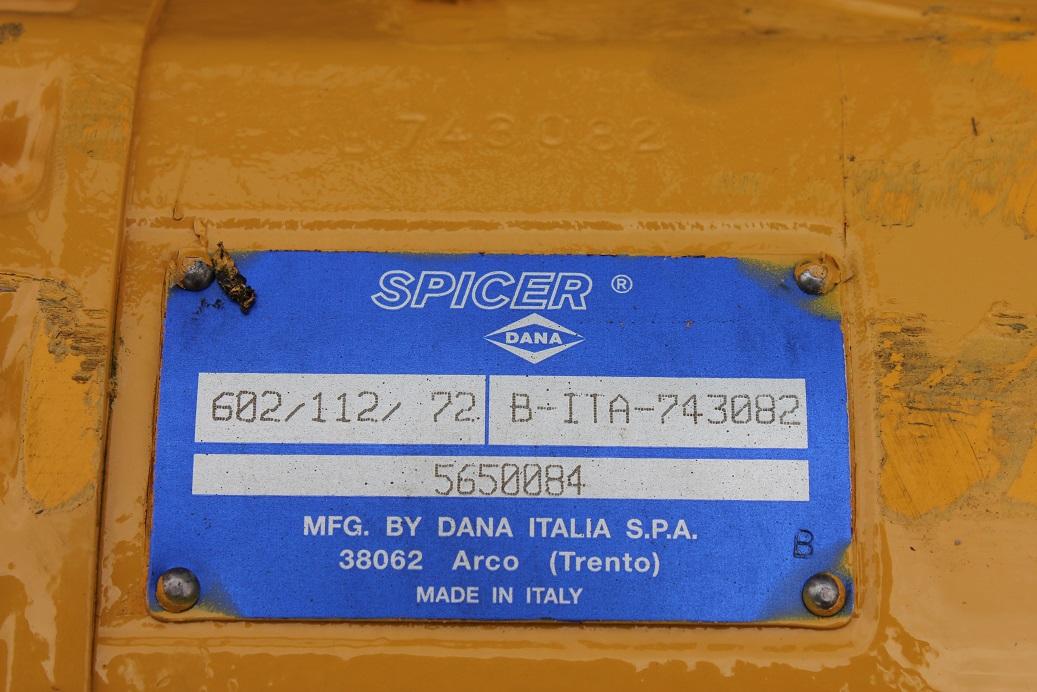 743082
SPICER ®
DANA
602/112/ 72 B-ITA-743082
5650084
MFG. BY DANA ITALIA S.P.A.
B
38062 Arco (Trento)
MADE IN ITALY